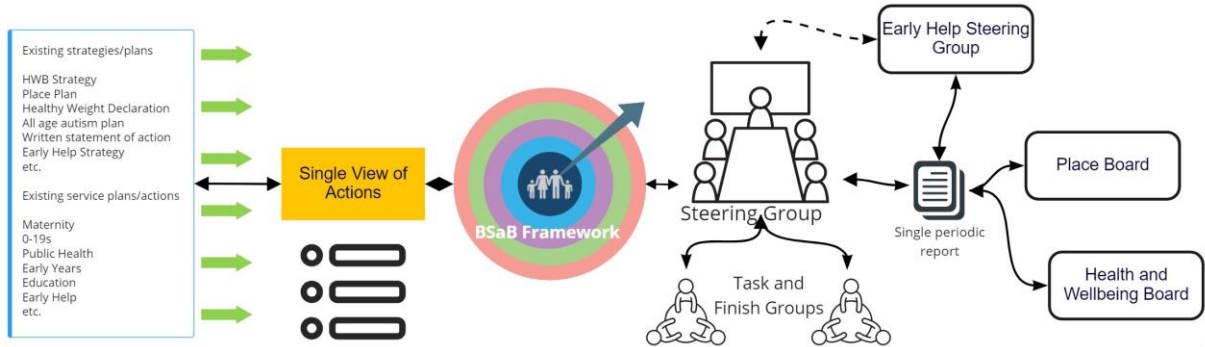 Existing strategies/plans
HWB Strategy
Place Plan
Healthy Weight Declaration
All age autism plan
Written statement of action
Early Help Strategy
etc.
Existing service plans/actions
Maternity
0-19s
Public Health
Early Years
Education
Early Help
etc.
Single View of
Actions
BSaB Framework
Steering Group
Task and
Finish Groups
Early Help Steering
Group
Single periodic
report
Place Board
Health and
Wellbeing Board